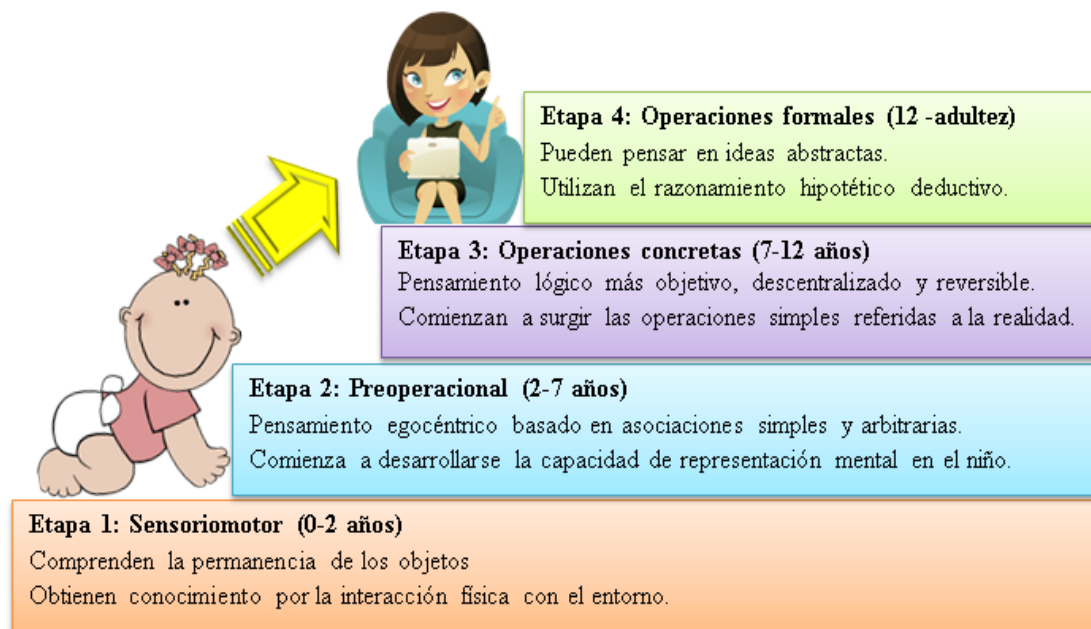 Etapa 4: Operaciones formales (12 -adultez)
Pueden pensar en ideas abstractas.
Utilizan el razonamiento hipotético deductivo.
Etapa 3: Operaciones concretas (7-12 años)
Pensamiento lógico más objetivo, descentralizado y reversible.
Comienzan a surgir las operaciones simples referidas a la realidad.
Etapa 2: Preoperacional (2-7 años)
Pensamiento egocéntrico basado en asociaciones simples y arbitrarias.
Comienza a desarrollarse la capacidad de representación mental en el niño.
Etapa 1: Sensoriomotor (0-2 años)
Comprenden la permanencia de los objetos
Obtienen conocimiento por la interacción física con el entorno.